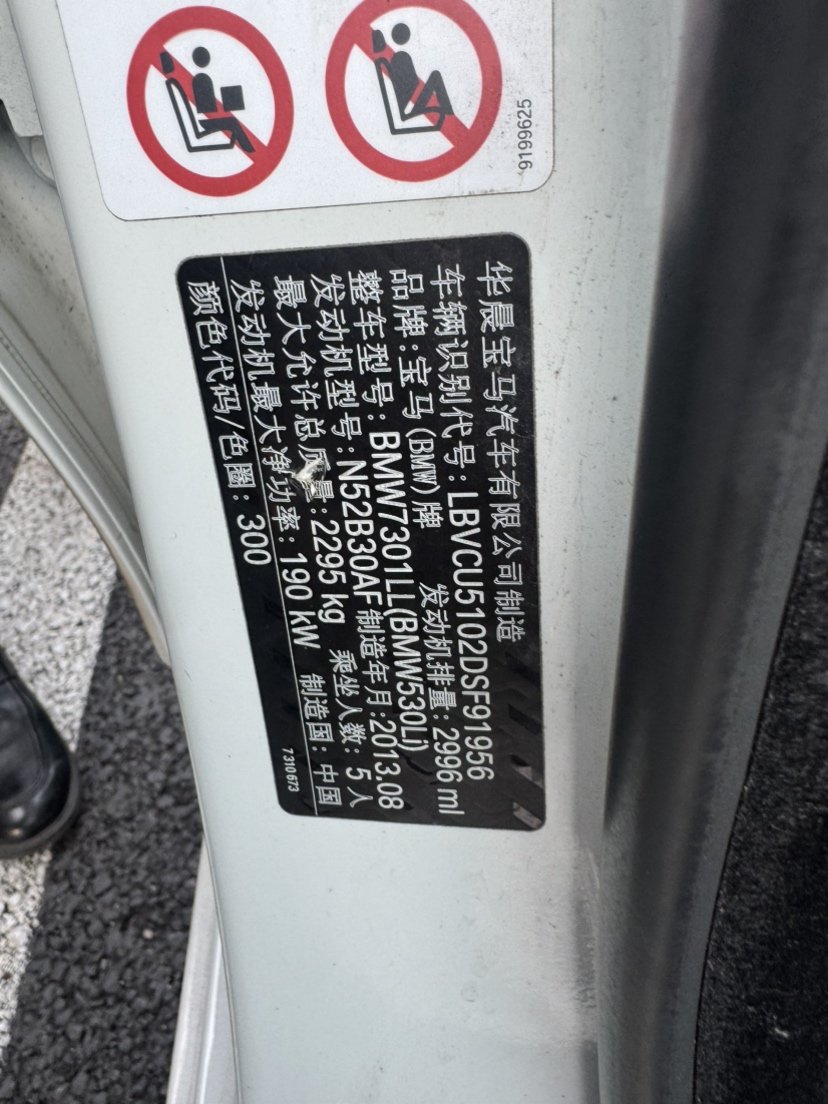 9199625
华晨宝马汽车有限公司制造
车辆识别代号：LBVCU5102DSF91956
品牌：宝马(BMW)牌 发动机排量：2996 ml
整车型号：BMW7301LL(BMW530Li)
发动机型号：N52B30AF 制造年月：2013.08
最大允许总质量：2295 kg 乘坐人数：5 人
发动机最大净功率：190 kW 制造国：中国
颜色代码/色圈：300
7310673